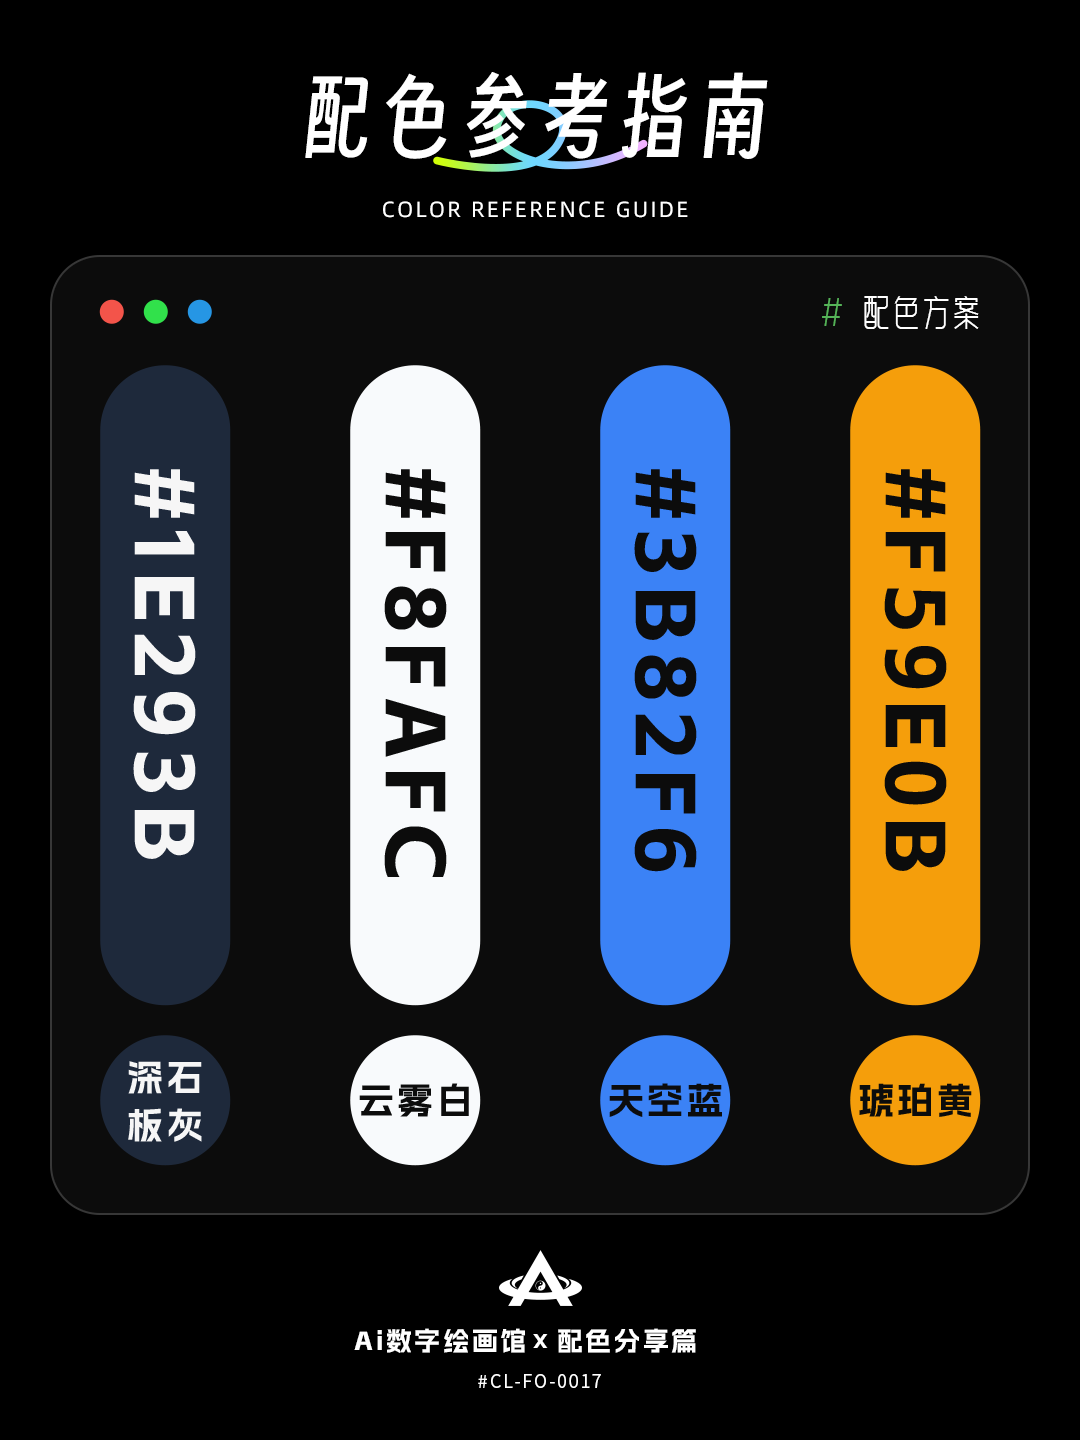 配色参考指南
COLOR REFERENCE GUIDE
# 配色方案
#1E293B
#F8FAFC
#3B82F6
#F59E0B
深石
板灰
云雾白
天空蓝
琥珀黄
Ai数字绘画馆 x 配色分享篇
#CL-FO-0017